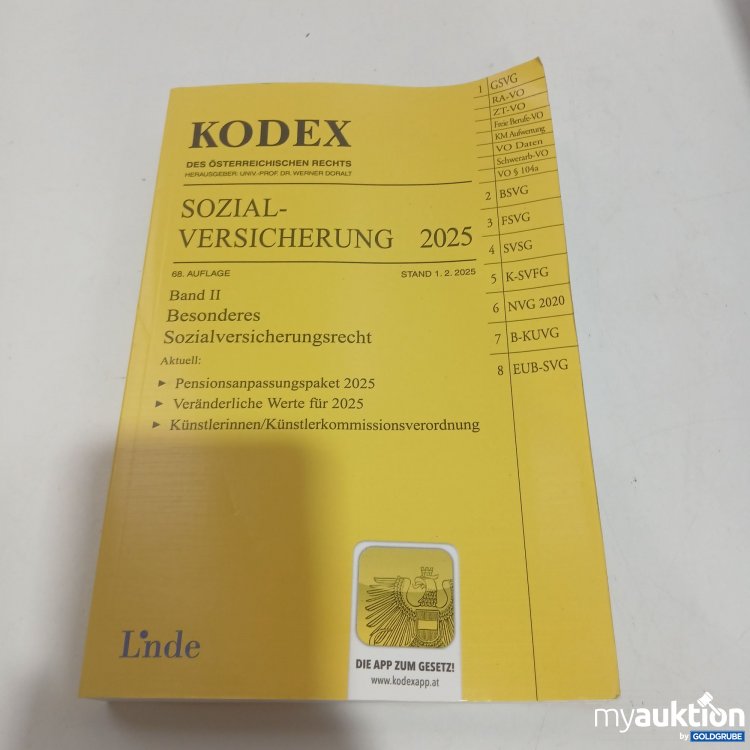 KODEX
DES ÖSTERREICHISCHEN RECHTS
HERAUSGEBER: UNIV.-PROF. DR. WERNER DORALT
SOZIAL-
VERSICHERUNG 2025
68. AUFLAGE STAND 1. 2. 2025
Band II
Besonderes
Sozialversicherungsrecht
Aktuell:
► Pensionsanpassungspaket 2025
► Veränderliche Werte für 2025
► Künstlerinnen/Künstlerkommissionsverordnung
1 GSVG
RA-VO
ZT-VO
Freie Berufe-VO
KM Aufwertung
VO Daten
Schwerarb-VO
VO § 104a
2 BSVG
3 FSVG
4 SVSG
5 K-SVFG
6 NVG 2020
7 B-KUVG
8 EUB-SVG
Linde
DIE APP ZUM GESETZ!
www.kodexapp.at
myauktion
by GOLDGRUBE